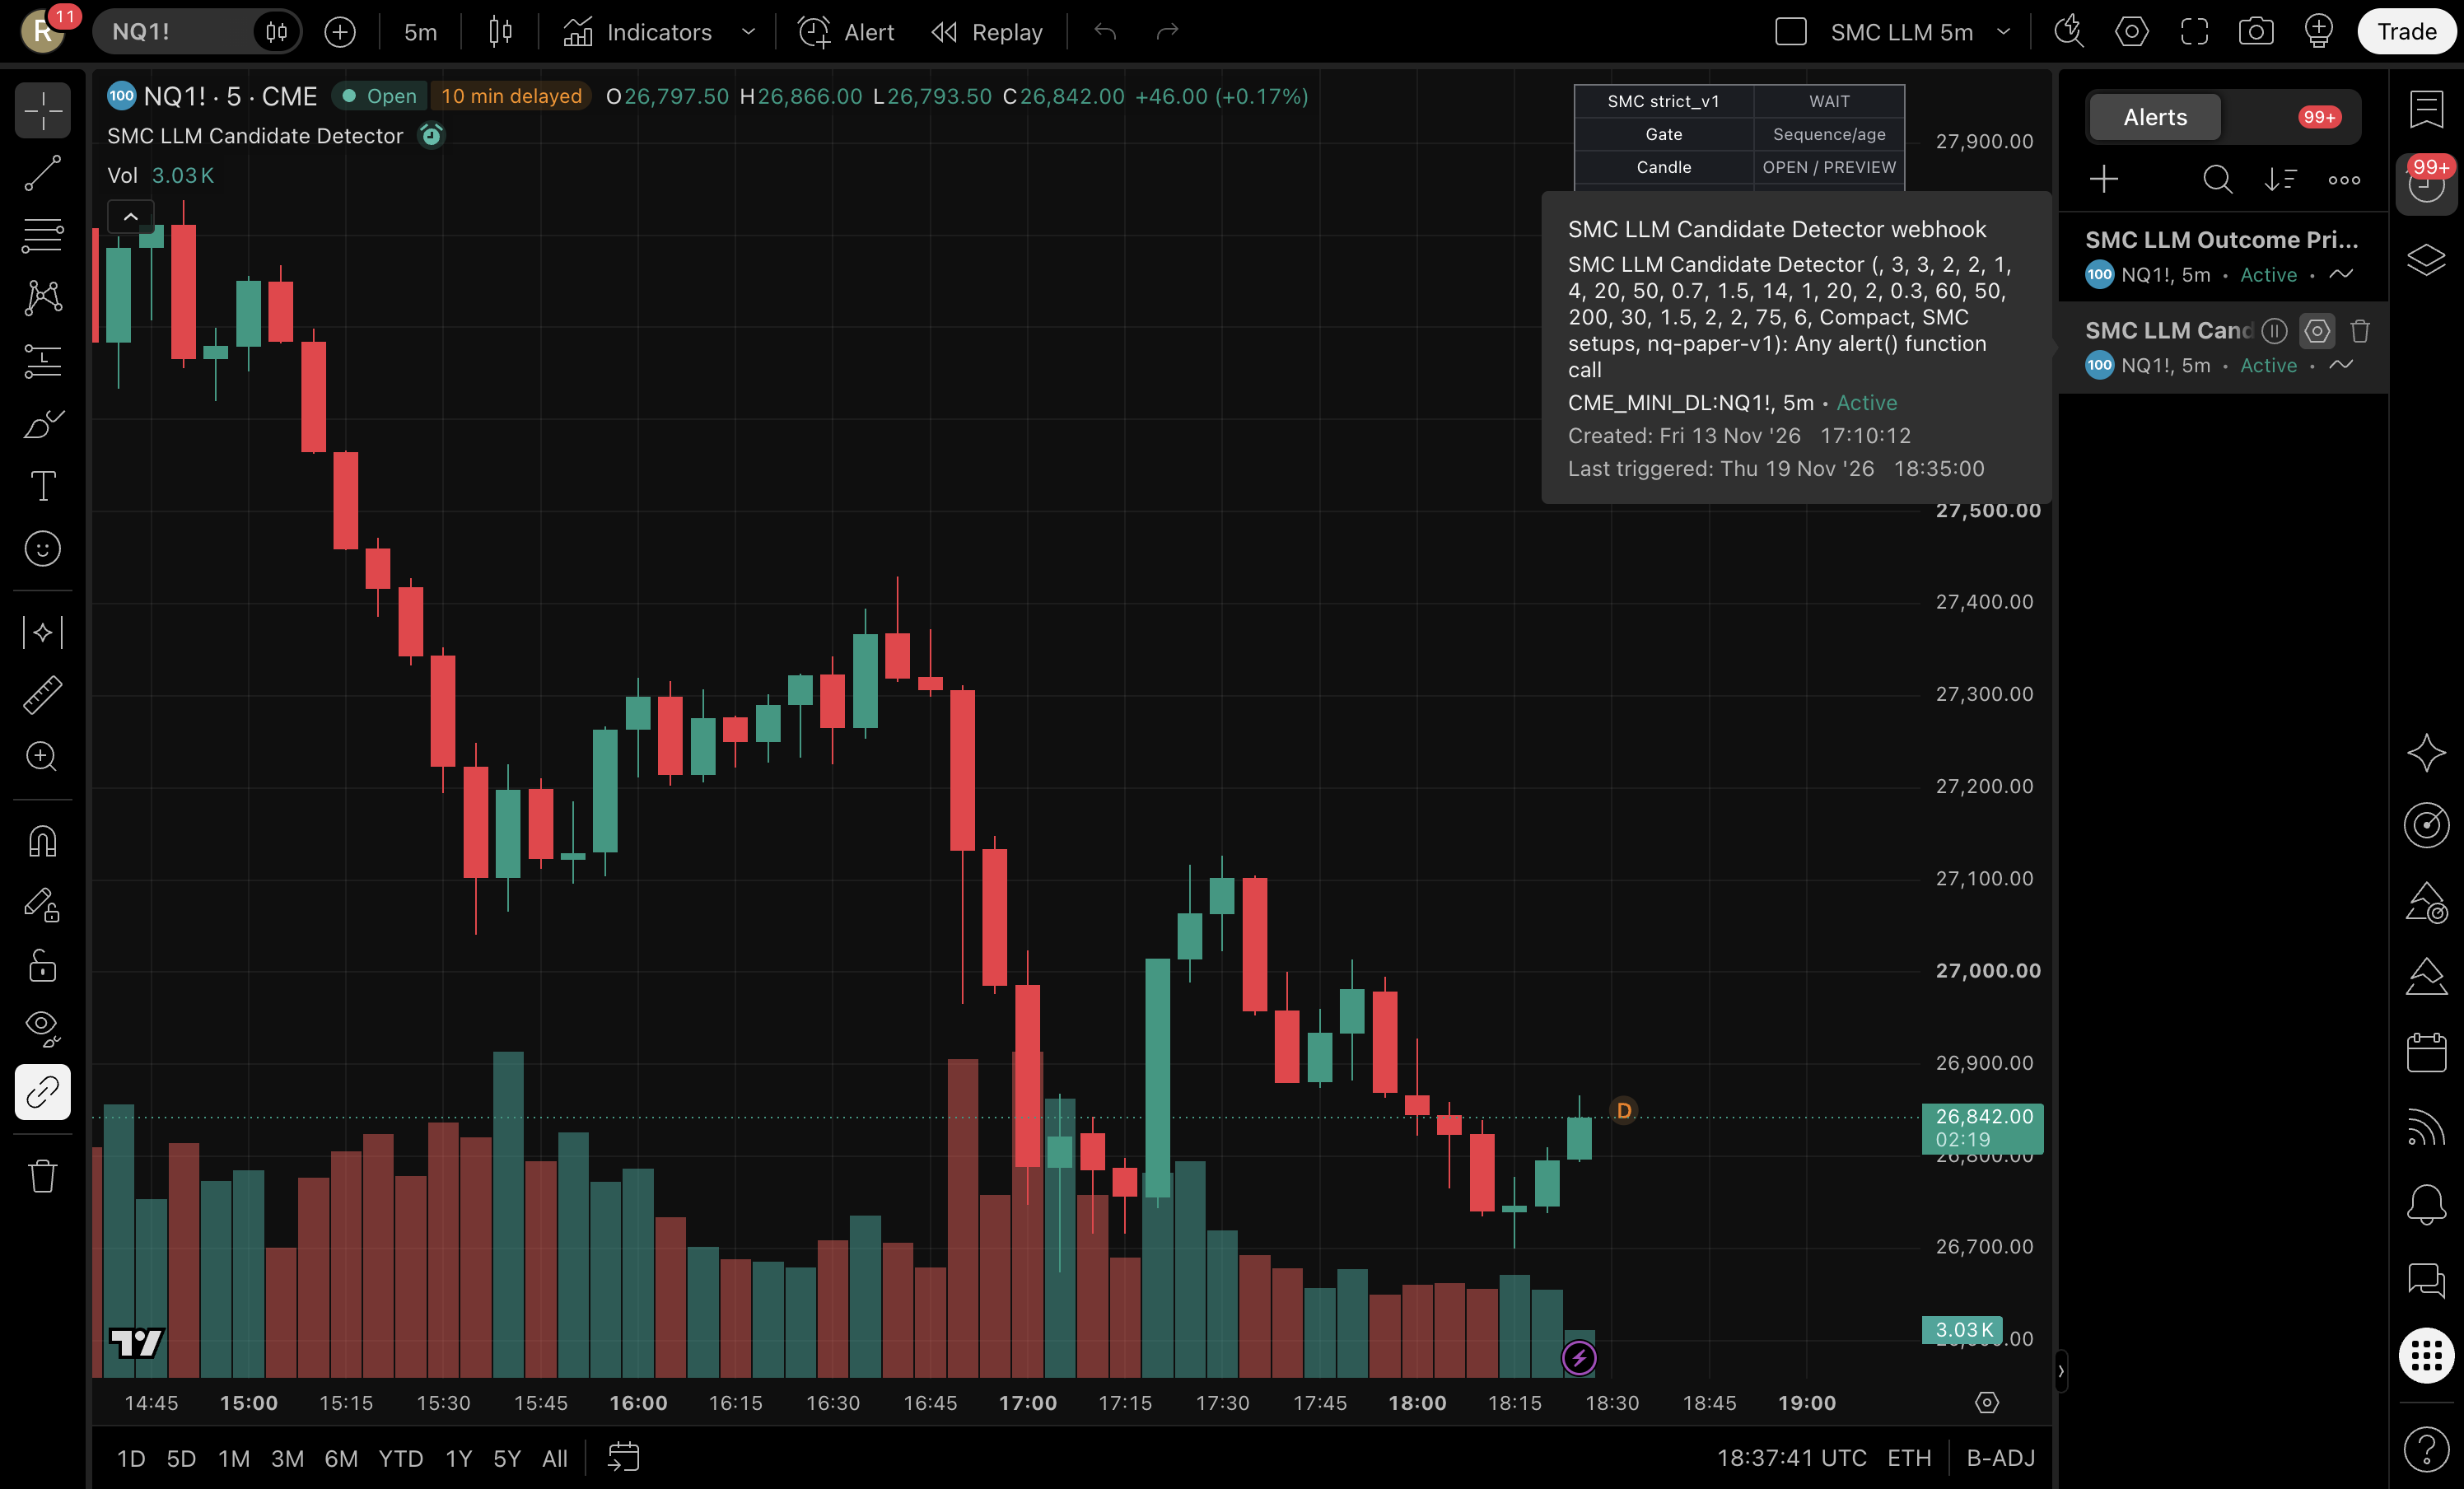 R
11
NQ1!
5m
Indicators
Alert
Replay
SMC LLM 5m
Trade
100
NQ1! · 5 · CME
Open
10 min delayed
O26,797.50 H26,866.00 L26,793.50 C26,842.00 +46.00 (+0.17%)
SMC LLM Candidate Detector
Vol 3.03 K
SMC strict_v1 WAIT
Gate Sequence/age
Candle OPEN / PREVIEW
SMC LLM Candidate Detector webhook
SMC LLM Candidate Detector (, 3, 3, 2, 2, 1,
4, 20, 50, 0.7, 1.5, 14, 1, 20, 2, 0.3, 60, 50,
200, 30, 1.5, 2, 2, 75, 6, Compact, SMC
setups, nq-paper-v1): Any alert() function
call
CME_MINI_DL:NQ1!, 5m • Active
Created: Fri 13 Nov '26 17:10:12
Last triggered: Thu 19 Nov '26 18:35:00
27,900.00
27,500.00
27,400.00
27,300.00
27,200.00
27,100.00
27,000.00
26,900.00
26,842.00
02:19
26,800.00
26,700.00
3.03 K
.00
D
14:45 15:00 15:15 15:30 15:45 16:00 16:15 16:30 16:45 17:00 17:15 17:30 17:45 18:00 18:15 18:30 18:45 19:00
1D 5D 1M 3M 6M YTD 1Y 5Y All
18:37:41 UTC ETH B-ADJ
Alerts
99+
99+
SMC LLM Outcome Pri...
100 NQ1!, 5m • Active •
SMC LLM Cand
100 NQ1!, 5m • Active •